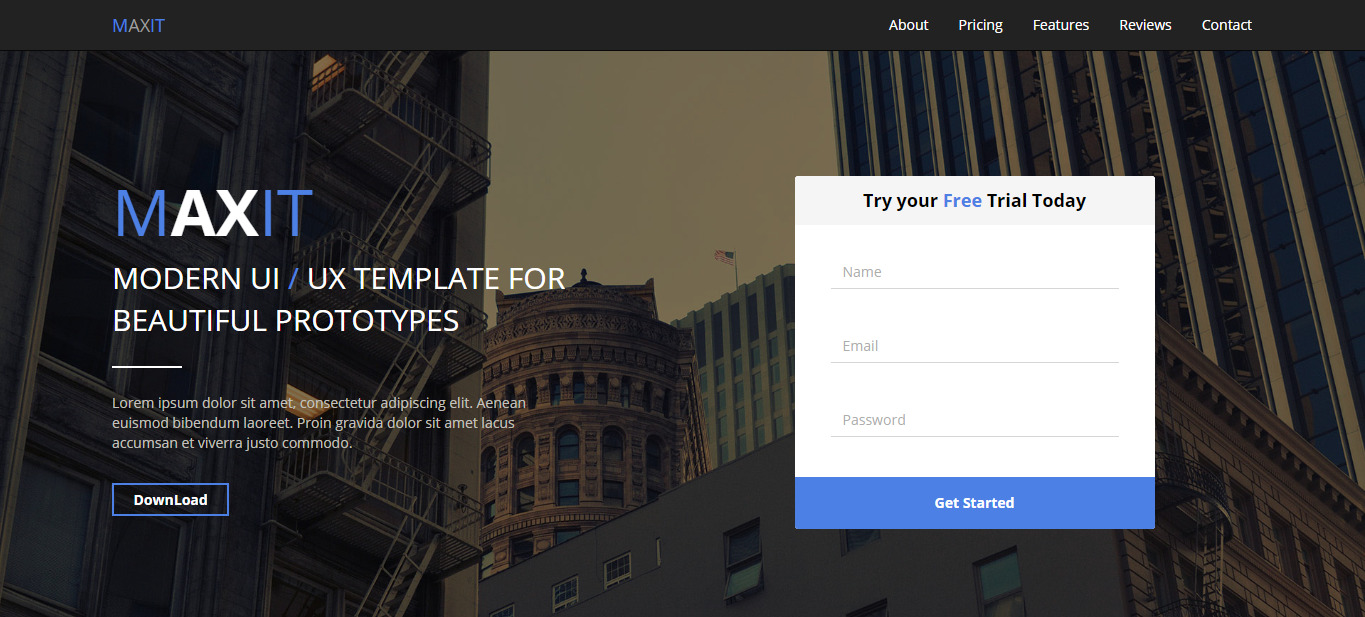 MAXIT
About
Pricing
Features
Reviews
Contact
MAXIT
MODERN UI / UX TEMPLATE FOR
BEAUTIFUL PROTOTYPES
Lorem ipsum dolor sit amet, consectetur adipiscing elit. Aenean
euismod bibendum laoreet. Proin gravida dolor sit amet lacus
accumsan et viverra justo commodo.
DownLoad
Try your Free Trial Today
Name
Email
Password
Get Started